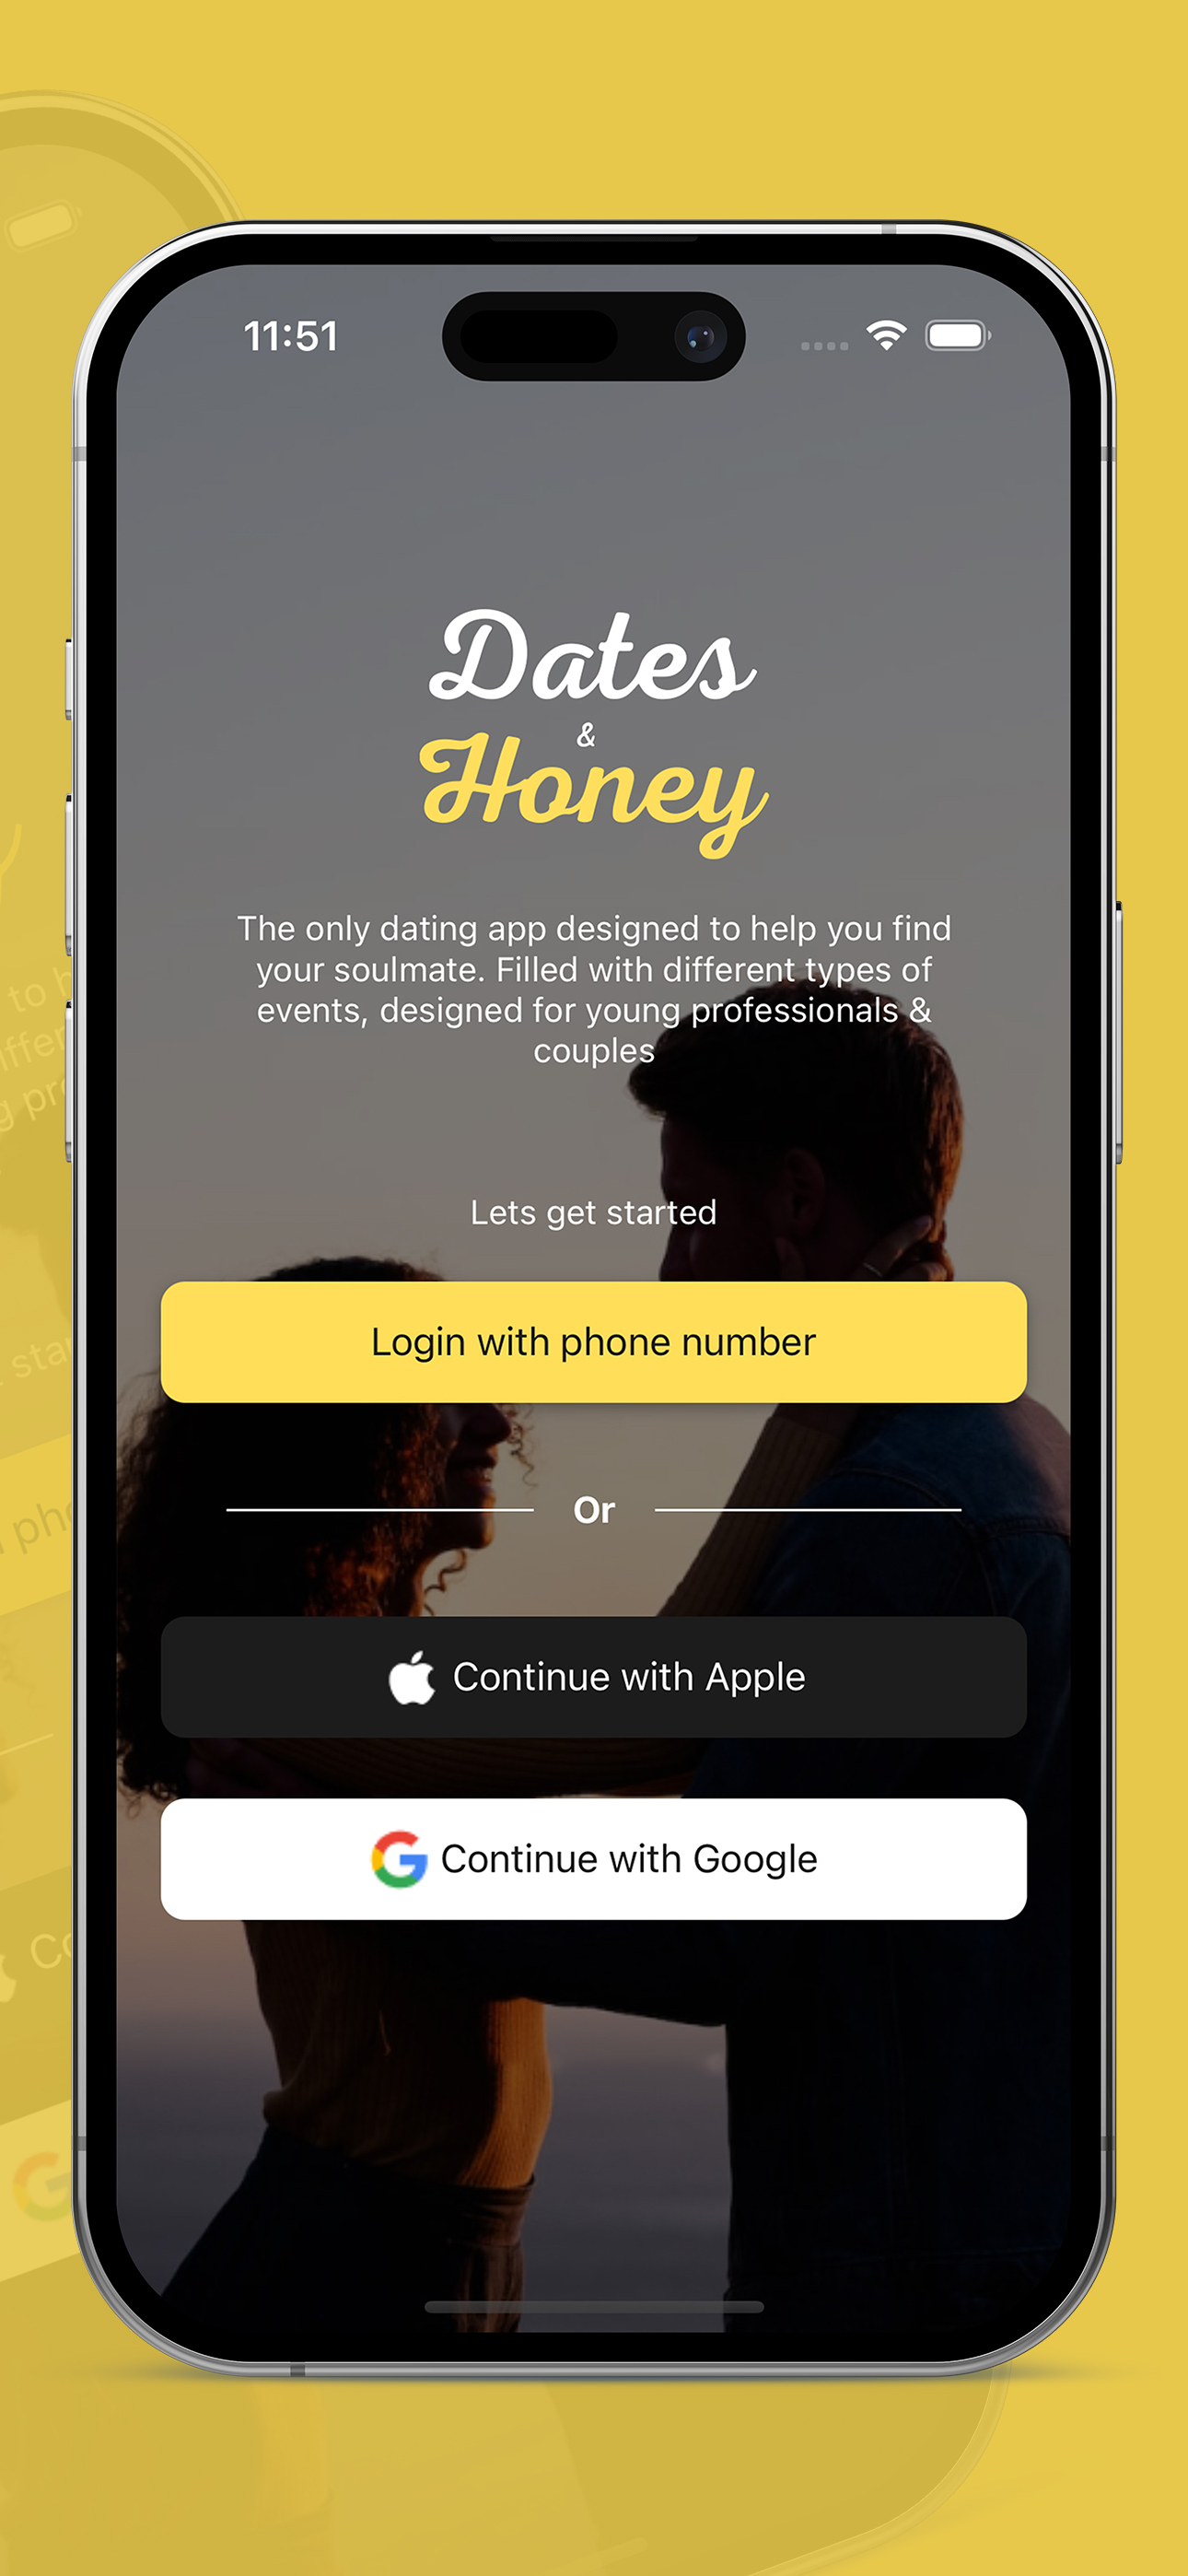 11:51
Dates
&
Honey
The only dating app designed to help you find
your soulmate. Filled with different types of
events, designed for young professionals &
couples
Lets get started
Login with phone number
Or
Continue with Apple
Continue with Google